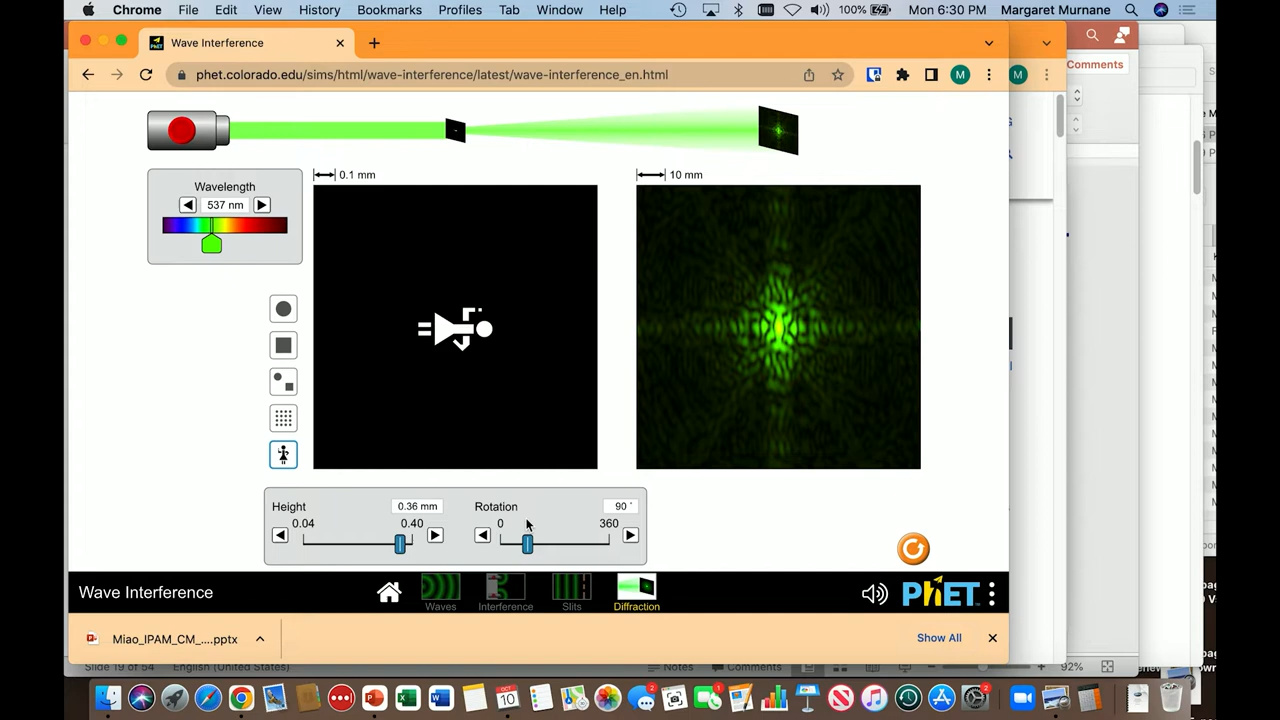 Chrome File Edit View History Bookmarks Profiles Tab Window Help 100% Mon 6:30 PM Margaret Murnane
Wave Interference
phet.colorado.edu/sims/html/wave-interference/latest/wave-interference_en.html M M
Comments
0.1 mm 10 mm
Wavelength
537 nm
Height 0.36 mm Rotation 90 °
0.04 0.40 0 360
Wave Interference
Waves Interference Slits Diffraction
PhET
Miao_IPAM_CM_....pptx Show All
Slide 19 of 54 English (United States) Notes Comments 92%